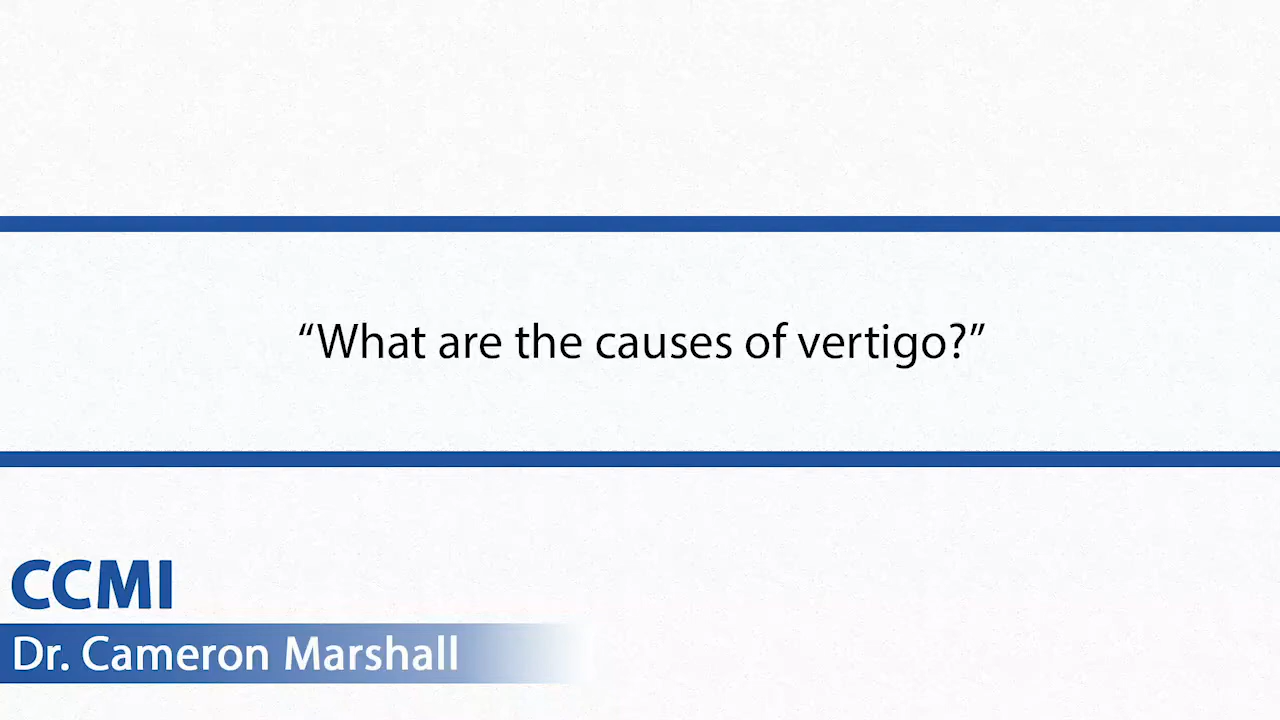 “What are the causes of vertigo?”
CCMI
Dr. Cameron Marshall